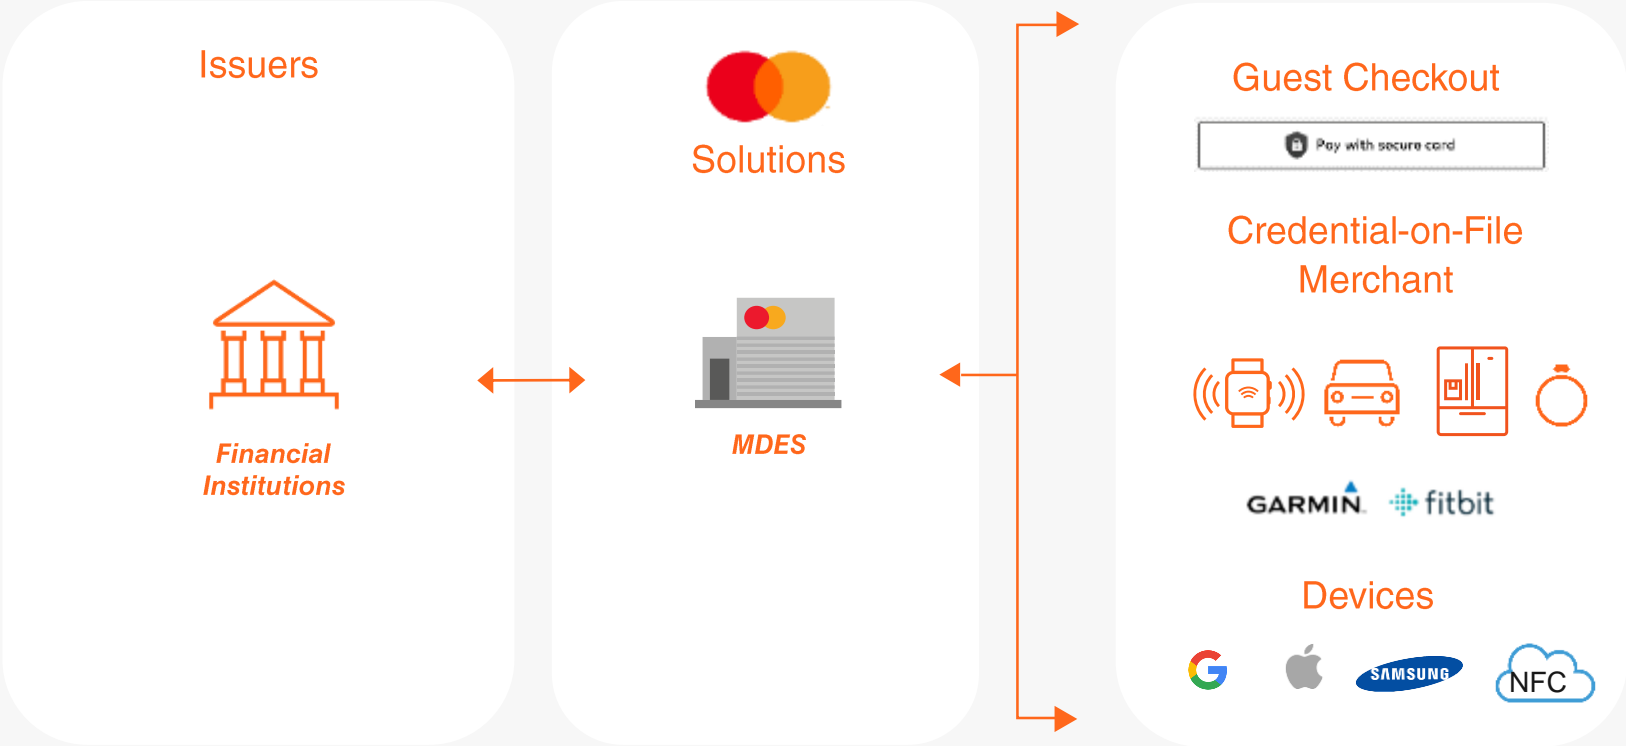 Issuers
Financial
Institutions
Solutions
MDES
Guest Checkout
Pay with secure card
Credential-on-File
Merchant
GARMIN
fitbit
Devices
G
SAMSUNG
NFC